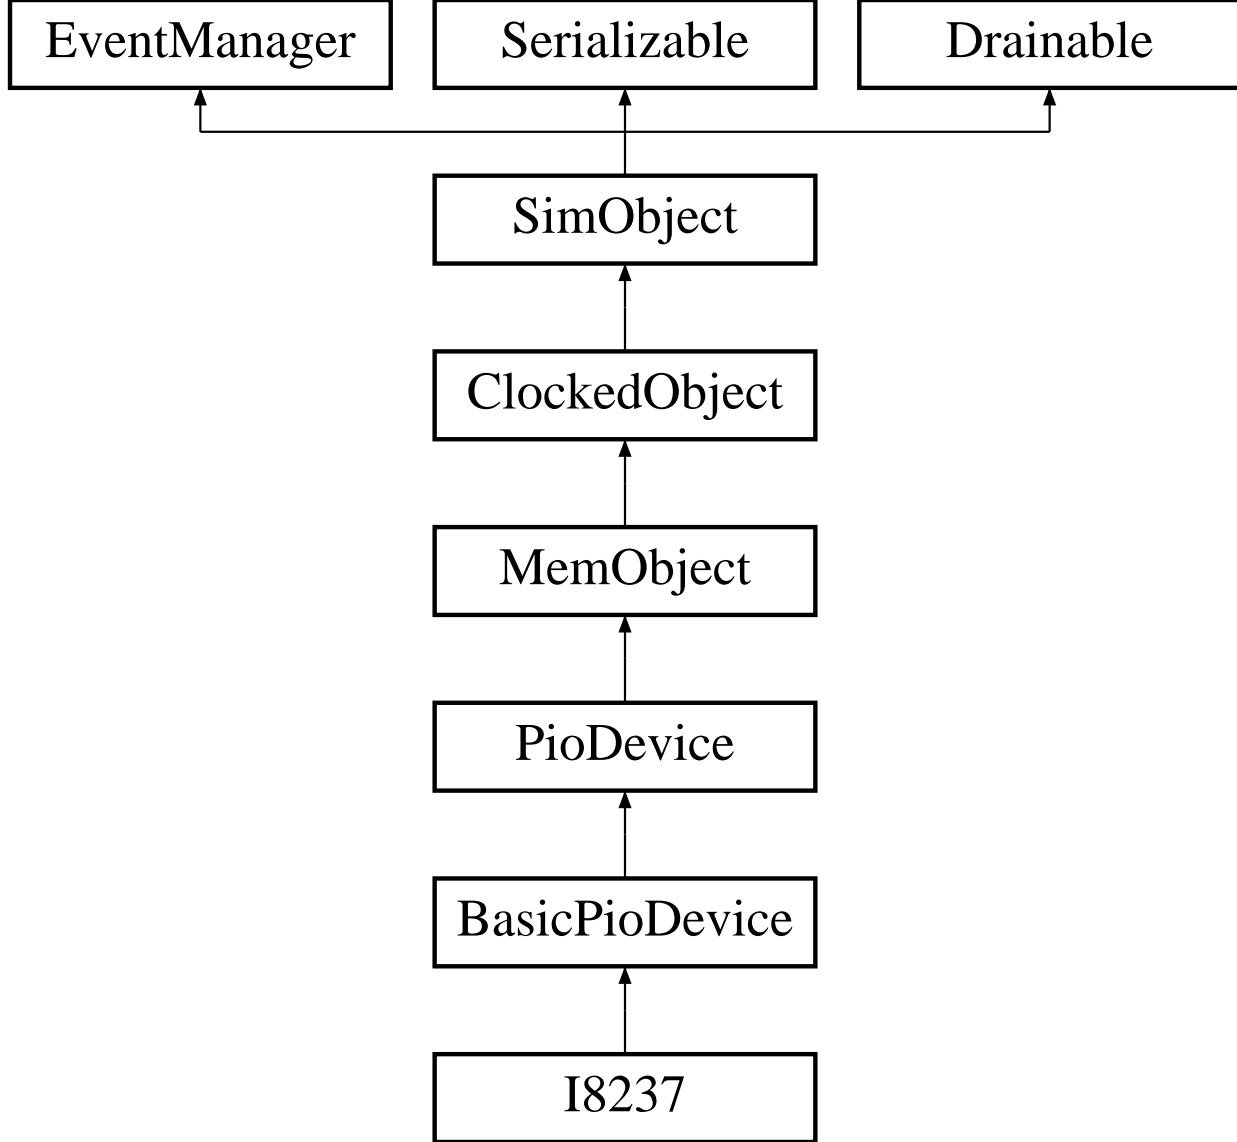 EventManager Serializable Drainable
SimObject
ClockedObject
MemObject
PioDevice
BasicPioDevice
I8237